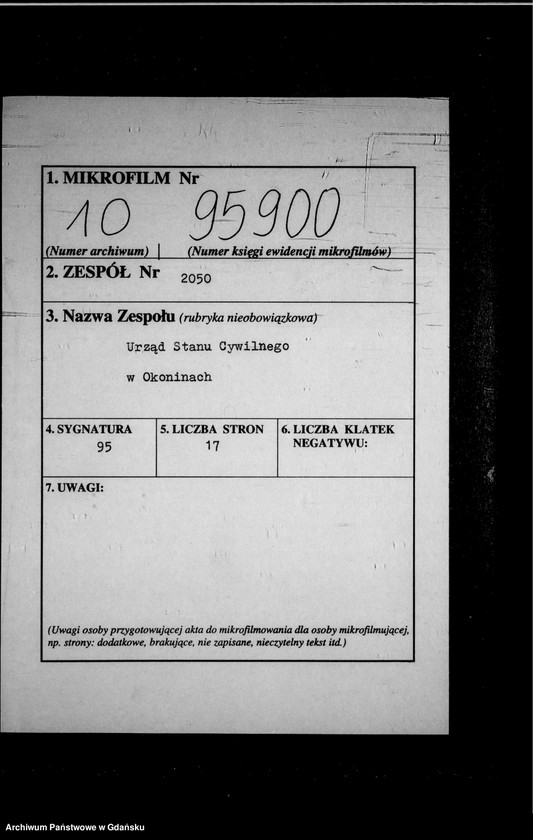 1. MIKROFILM Nr
10 95900
(Numer archiwum) (Numer księgi ewidencji mikrofilmów)
2. ZESPÓŁ Nr 2050
3. Nazwa Zespołu (rubryka nieobowiązkowa)
Urząd Stanu Cywilnego
w Okoninach
4. SYGNATURA 5. LICZBA STRON 6. LICZBA KLATEK
NEGATYWU:
95 17
7. UWAGI:
(Uwagi osoby przygotowującej akta do mikrofilmowania dla osoby mikrofilmującej,
np. strony: dodatkowe, brakujące, nie zapisane, nieczytelny tekst itd.)
Archiwum Państwowe w Gdańsku